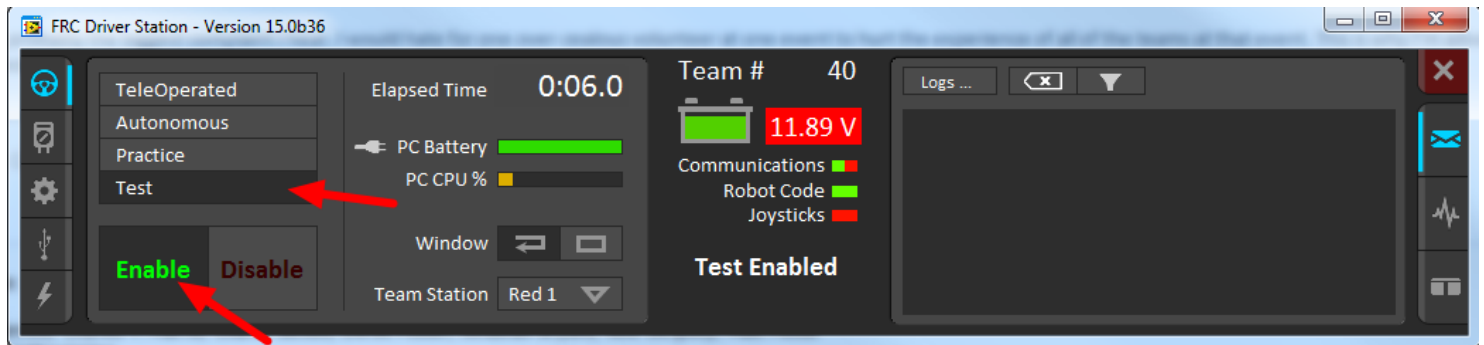 FRC Driver Station - Version 15.0b36
TeleOperated
Autonomous
Practice
Test
Enable Disable
Elapsed Time 0:06.0
PC Battery
PC CPU %
Window
Team Station Red 1
Team # 40
11.89 V
Communications
Robot Code
Joysticks
Test Enabled
Logs ...